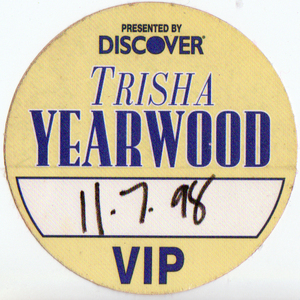 PRESENTED BY
DISCOVER®
TRISHA
YEARWOOD
11.7.98
VIP